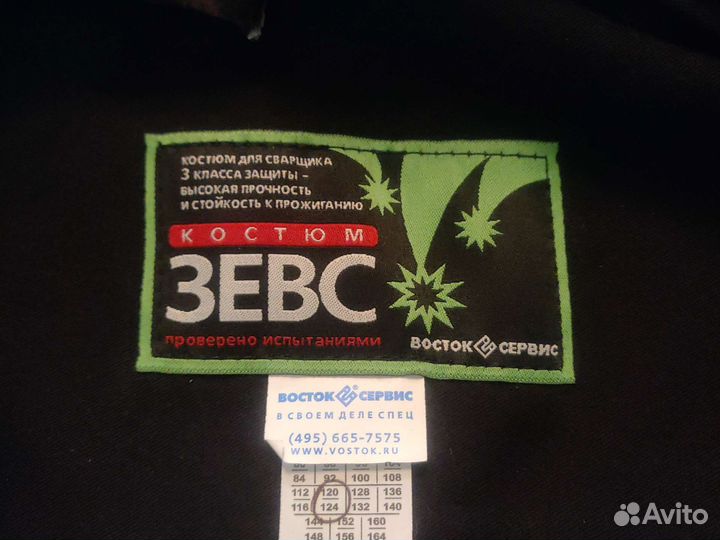 КОСТЮМ ДЛЯ СВАРЩИКА
3 КЛАССА ЗАЩИТЫ –
ВЫСОКАЯ ПРОЧНОСТЬ
И СТОЙКОСТЬ К ПРОЖИГАНИЮ
КОСТЮМ
ЗЕВС
проверено испытаниями
ВОСТОК СЕРВИС
ВОСТОК СЕРВИС
В СВОЕМ ДЕЛЕ СПЕЦ
(495) 665-7575
WWW.VOSTOK.RU
84 92 100 108
112 120 128 136
116 124 132 140
144 152 160
148 156 164
Avito